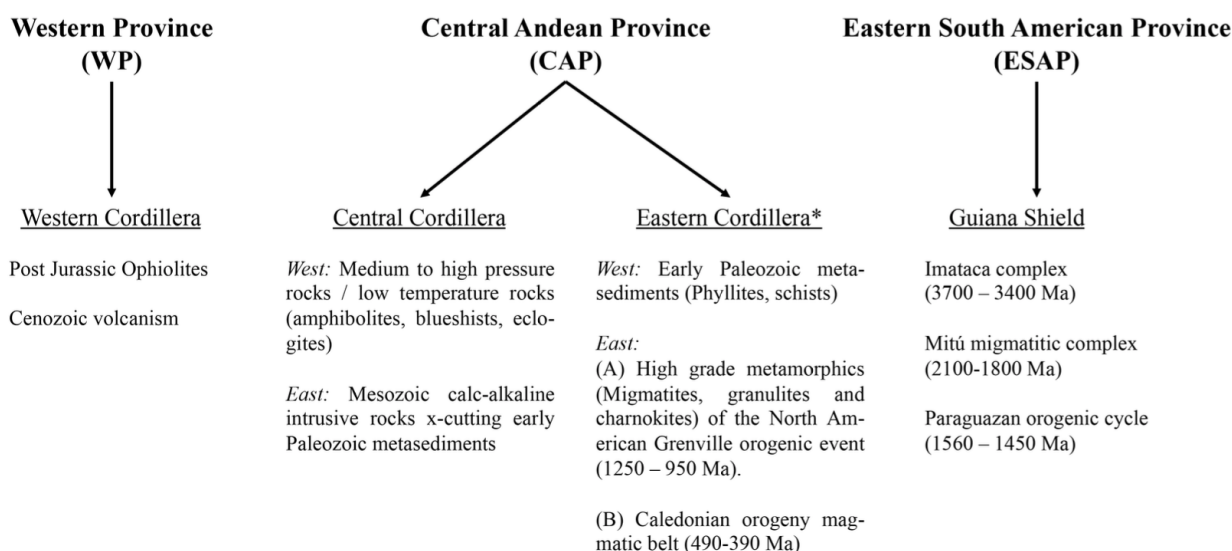 Western Province
(WP)
Central Andean Province
(CAP)
Eastern South American Province
(ESAP)
Western Cordillera
Post Jurassic Ophiolites
Cenozoic volcanism
Central Cordillera
West: Medium to high pressure
rocks / low temperature rocks
(amphibolites, blueshists, eclo-
gites)
East: Mesozoic calc-alkaline
intrusive rocks x-cutting early
Paleozoic metasediments
Eastern Cordillera*
West: Early Paleozoic meta-
sediments (Phyllites, schists)
East:
(A) High grade metamorphics
(Migmatites, granulites and
charnokites) of the North Am-
erican Grenville orogenic event
(1250 – 950 Ma).
(B) Caledonian orogeny mag-
matic belt (490-390 Ma)
Guiana Shield
Imataca complex
(3700 – 3400 Ma)
Mitú migmatitic complex
(2100-1800 Ma)
Paraguazan orogenic cycle
(1560 – 1450 Ma)